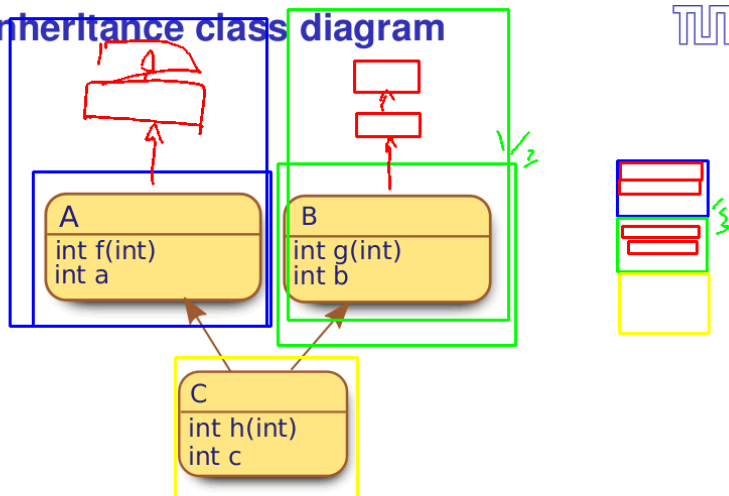 nheritance class diagram
A
int f(int)
int a
B
int g(int)
int b
C
int h(int)
int c